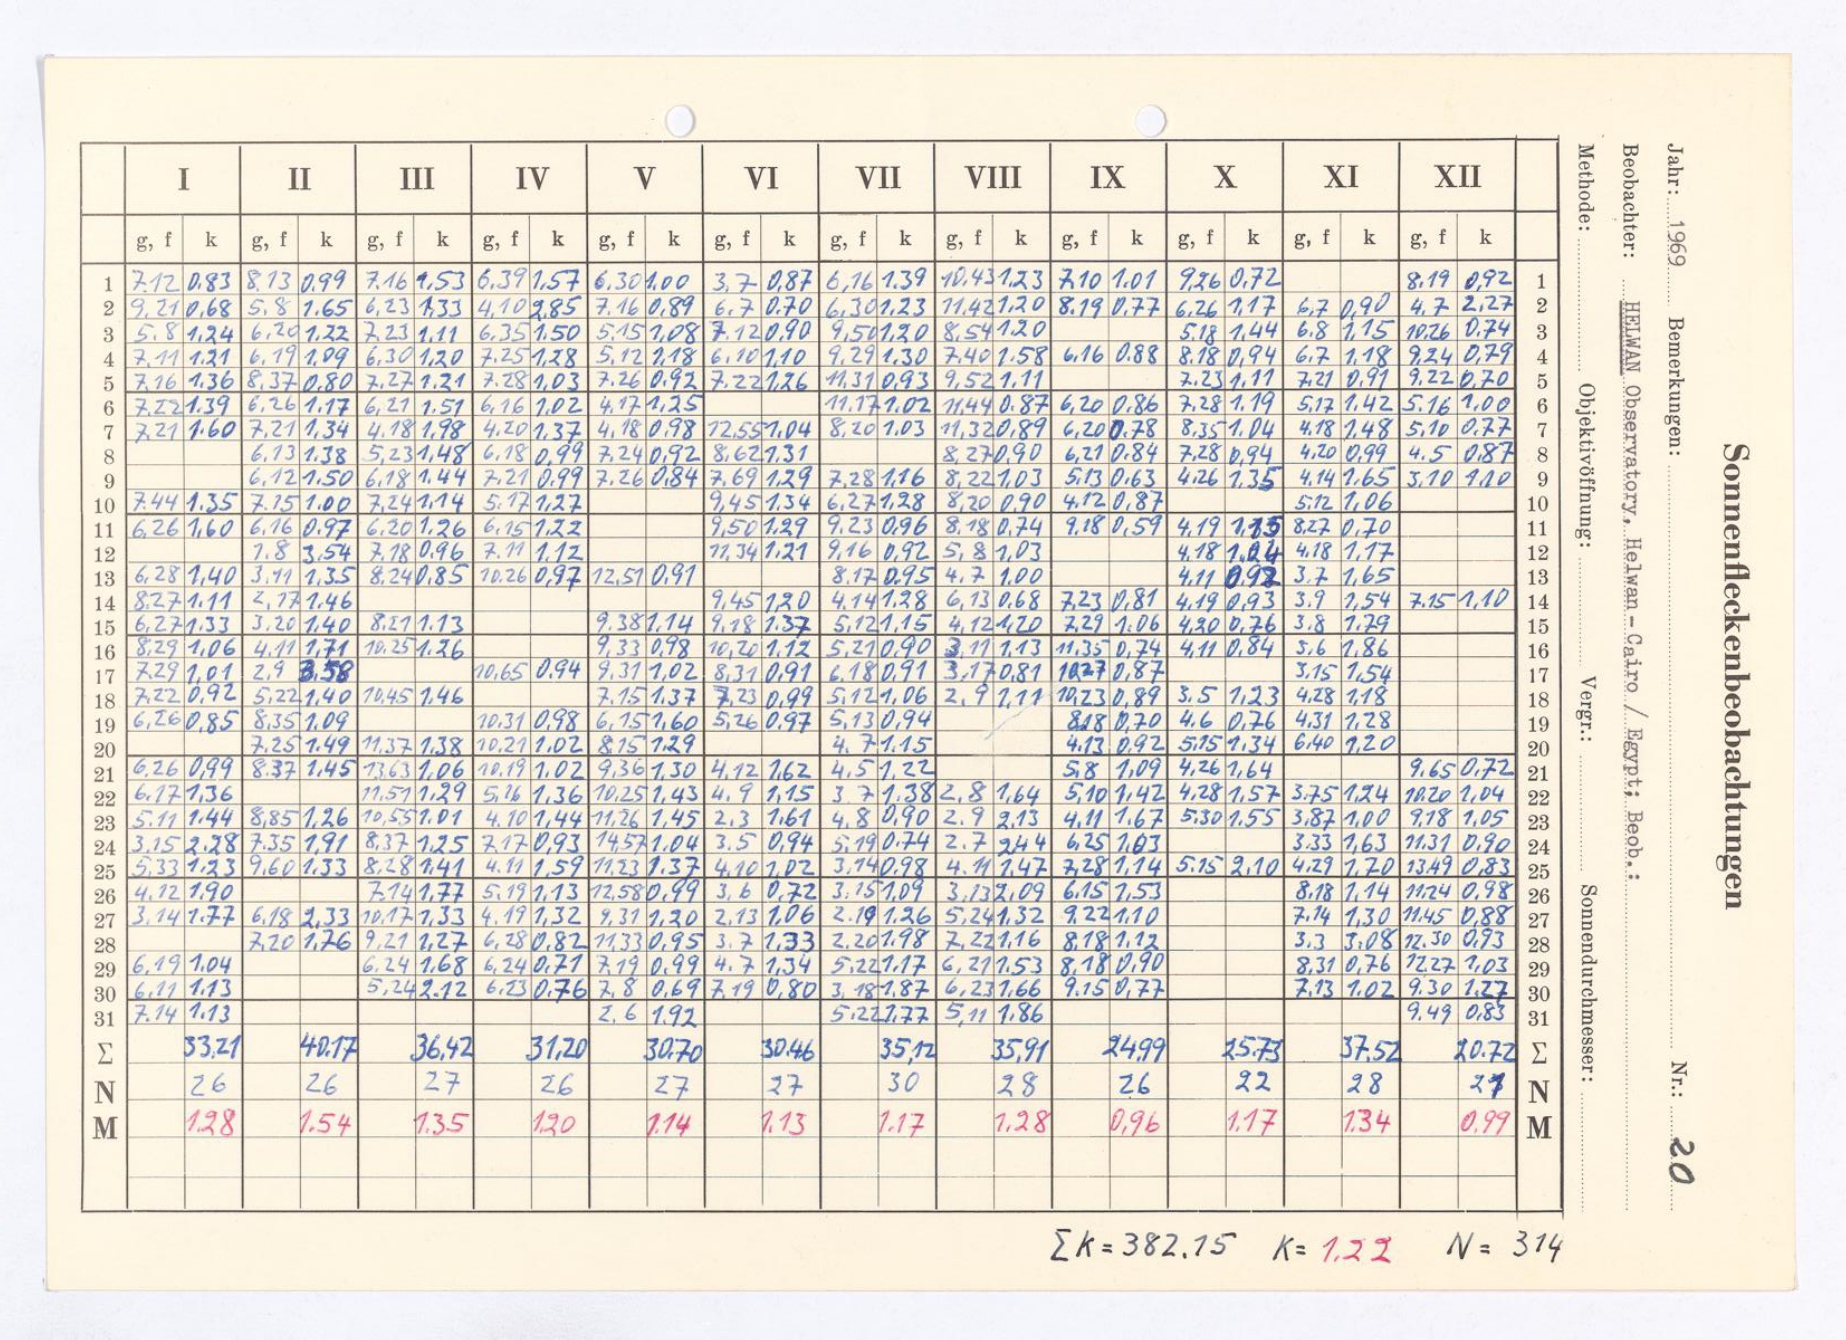 Sonnenfleckenbeobachtungen
Jahr: 1969 Bemerkungen: Nr.: 20
Beobachter: HELWAN Observatory, Helwan - Cairo / Egypt; Beob.:
Methode: Objektivöffnung: Vergr.: Sonnendurchmesser:
I II III IV V VI VII VIII IX X XI XII
g, f k g, f k g, f k g, f k g, f k g, f k g, f k g, f k g, f k g, f k g, f k g, f k
1 7.12 0.83 8.13 0.99 7.16 1.53 6.39 1.57 6.30 1.00 3,7 0,87 6,16 1.39 10.43 1.23 7.10 1.01 9,26 0,72 8.19 0,92 1
2 9,21 0,68 5,8 1.65 6,23 1,33 4,10 2,85 7.16 0,89 6,7 0.70 6,30 1.23 11,42 1,20 8.19 0,77 6,26 1,17 6,7 0,90 4,7 2,27 2
3 5,8 1,24 6,20 1,22 7,23 1,11 6,35 1,50 5,15 1,08 7.12 0,90 9,50 1,20 8,54 1.20 5,18 1,44 6.8 1,15 10.26 0.74 3
4 7.11 1.21 6,19 1,09 6,30 1,20 7.25 1,28 5,12 1,18 6,10 1,10 9,29 1.30 7.40 1.58 6,16 0.88 8.18 0,94 6,7 1,18 9,24 0,79 4
5 7,16 1.36 8,37 0,80 7.27 1.21 7.28 1,03 7.26 0.92 7.22 1,26 11,31 0,93 9,52 1.11 7.23 1,11 7.21 0,91 9.22 0,70 5
6 7,22 1.39 6,26 1.17 6,21 1.51 6,16 1.02 4.17 1,25 11.17 1.02 11,44 0.87 6,20 0,86 7.28 1.19 5.17 1.42 5.16 1.00 6
7 7,21 1.60 7,21 1,34 4.18 1,98 4.20 1.37 4,18 0,98 12,55 1.04 8,20 1.03 11,32 0,89 6,20 0.78 8,35 1.04 4.18 1,48 5,10 0,77 7
8 6,13 1.38 5,23 1,48 6,18 0,99 7.24 0,92 8,62 1.31 8,27 0,90 6,21 0.84 7.28 0,94 4.20 0,99 4.5 0,87 8
9 6,12 1,50 6,18 1.44 7.21 0,99 7.26 0,84 7,69 1.29 7,28 1,16 8,22 1,03 5,13 0,63 4.26 1.35 4.14 1.65 3,10 1.10 9
10 7.44 1.35 7.15 1.00 7,24 1,14 5.17 1,27 9,45 1.34 6,27 1.28 8,20 0,90 4.12 0,87 5.12 1,06 10
11 6,26 1,60 6,16 0.97 6,20 1.26 6,15 1.22 9,50 1.29 9,23 0,96 8.18 0,74 9.18 0,59 4,19 8,27 0,70 11
12 1.8 3,54 7.18 0,96 7.11 1,12 11,34 1,21 9,16 0,92 5,8 1,03 4.18 1,04 4.18 1,17 12
13 6,28 1,40 3,11 1,35 8,24 0,85 10.26 0,97 12,51 0,91 8.17 0,95 4.7 1,00 4,11 0,92 3.7 1,65 13
14 8,27 1.11 2,17 1.46 9,45 1,20 4.14 1.28 6,13 0.68 7,23 0,81 4,19 0,93 3.9 1,54 7.15 1,10 14
15 6,27 1.33 3.20 1.40 8,21 1.13 9.38 1,14 9,18 1.37 5,12 1.15 4,12 1,20 7.29 1.06 4,20 0,76 3.8 1,79 15
16 8,29 1,06 4.11 1,71 10,25 1.26 9,33 0,98 10,20 1.12 5,21 0,90 3,11 1,13 11,35 0,74 4,11 0,84 3.6 1,86 16
17 7.29 1,01 2,9 3.58 10,65 0.94 9,31 1,02 8,31 0,91 6,18 0,91 3,17 0,81 10.27 0,87 3,15 1,54 17
18 7,22 0,92 5,22 1,40 10,45 1,46 7.15 1.37 7,23 0,99 5,12 1,06 2,9 1,11 10,23 0,89 3.5 1,23 4.28 1,18 18
19 6,26 0,85 8,35 1.09 10.31 0,98 6,15 1,60 5,26 0,97 5,13 0,94 8.18 0,70 4.6 0,76 4,31 1.28 19
20 7,25 1.49 11,37 1,38 10,21 1.02 8.15 1.29 4.7 1.15 4.13 0,92 5.15 1.34 6.40 1,20 20
21 6,26 0,99 8.37 1,45 13,63 1,06 10.19 1.02 9,36 1.30 4,12 1,62 4.5 1,22 5.8 1,09 4.26 1,64 9.65 0,72 21
22 6,17 1,36 11,51 1,29 5,16 1.36 10.25 1,43 4.9 1,15 3.7 1,38 2,8 1,64 5,10 1,42 4.28 1,57 3.75 1,24 10.20 1,04 22
23 5.11 1.44 8,85 1,26 10,55 1.01 4.10 1,44 11,26 1.45 2,3 1,61 4.8 0,90 2.9 2,13 4,11 1,67 5.30 1.55 3,87 1,00 9.18 1,05 23
24 3,15 2,28 7.35 1,91 8,37 1,25 7,17 0,93 14,57 1.04 3.5 0,94 5,19 0,74 2.7 2,44 6,25 1,03 3.33 1,63 11.31 0,90 24
25 5,33 1.23 9,60 1.33 8,28 1,41 4.11 1,59 11,23 1.37 4.10 1,02 3,14 0,98 4.11 1,47 7,28 1,14 5.15 2,10 4.29 1,70 13.49 0,83 25
26 4,12 1,90 7.14 1,77 5,19 1,13 12,58 0,99 3,6 0,72 3,15 1,09 3,13 2,09 6.15 1,53 8,18 1,14 11.24 0,98 26
27 3,14 1.77 6,18 2,33 10,17 1,33 4.19 1,32 9,31 1,20 2.13 1,06 2.19 1.26 5,24 1,32 9.22 1,10 7.14 1,30 11.45 0,88 27
28 7,20 1,76 9,21 1,27 6,28 0,82 11,33 0,95 3.7 1,33 2.20 1.98 7,22 1,16 8,18 1,12 3.3 3,08 12.30 0,93 28
29 6,19 1.04 6,24 1,68 6,24 0,71 7.19 0,99 4.7 1,34 5,22 1.17 6,21 1.53 8,18 0,90 8,31 0,76 12.27 1,03 29
30 6,11 1.13 5,24 2.12 6,23 0,76 7,8 0,69 7,19 0,80 3,18 1.87 6,23 1,66 9.15 0,77 7.13 1.02 9.30 1.27 30
31 7.14 1.13 2.6 1.92 5.22 1,77 5,11 1.86 9.49 0,83 31
Σ 33,21 40.17 36,42 31,20 30.70 30.46 35,12 35,91 24,99 25.73 37.52 20.72 Σ
N 26 26 27 26 27 27 30 28 26 22 28 21 N
M 1.28 1.54 1.35 1.20 1.14 1.13 1.17 1,28 0,96 1.17 1.34 0.99 M
Σ K = 382.15 K = 1.22 N = 314